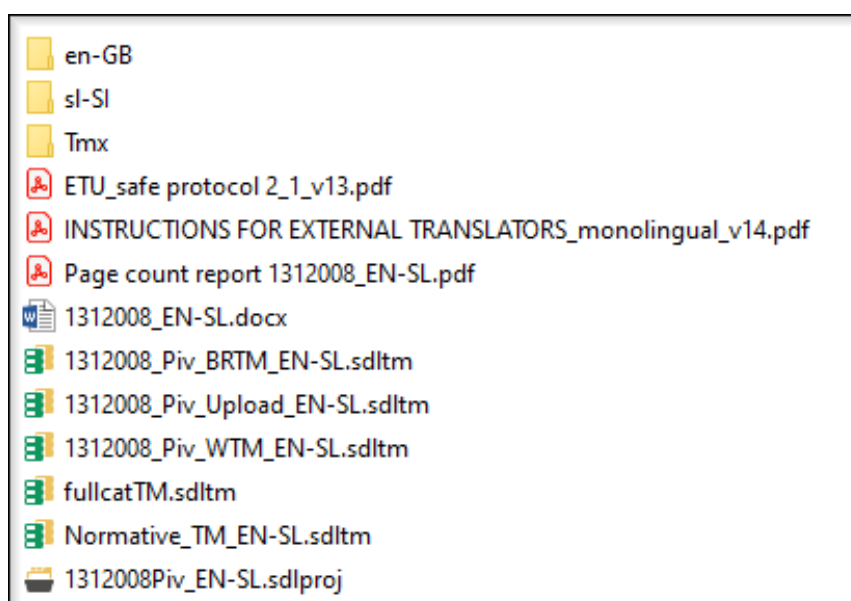 en-GB
sl-SI
Tmx
ETU_safe protocol 2_1_v13.pdf
INSTRUCTIONS FOR EXTERNAL TRANSLATORS_monolingual_v14.pdf
Page count report 1312008_EN-SL.pdf
1312008_EN-SL.docx
1312008_Piv_BRTM_EN-SL.sdltm
1312008_Piv_Upload_EN-SL.sdltm
1312008_Piv_WTM_EN-SL.sdltm
fullcatTM.sdltm
Normative_TM_EN-SL.sdltm
1312008Piv_EN-SL.sdlproj